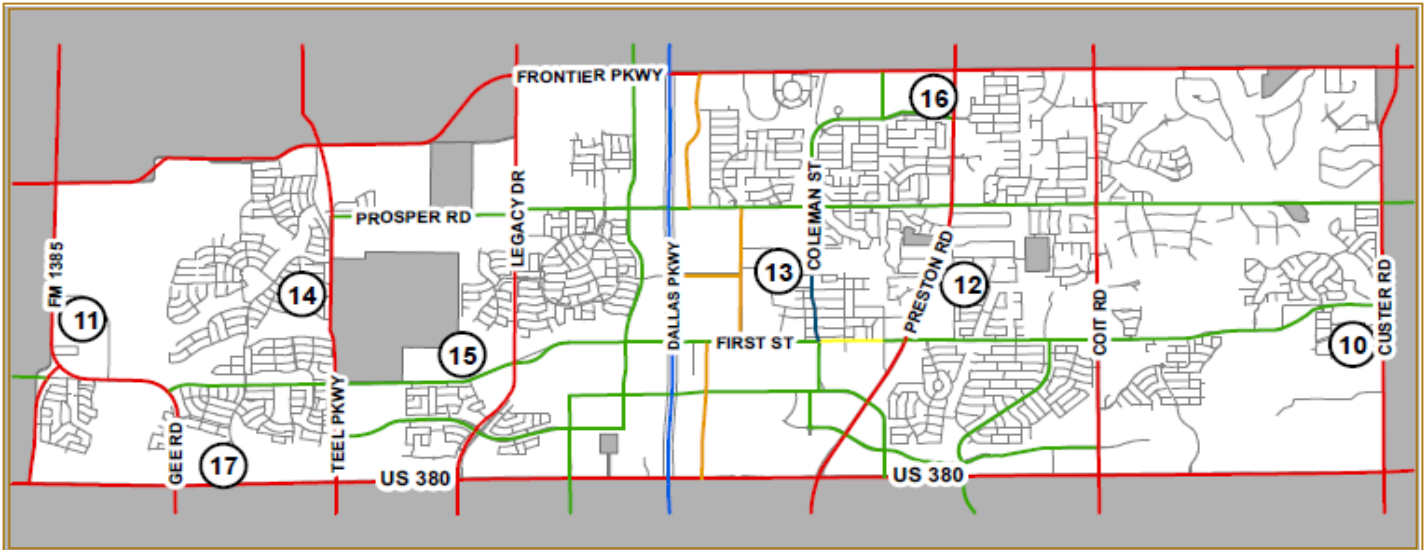 FRONTIER PKWY
16
PROSPER RD
LEGACY DR
COLEMAN ST
FM 1385
DALLAS PKWY
PRESTON RD
13
12
14
11
COIT RD
CUSTER RD
15
FIRST ST
10
TEEL PKWY
GEE RD
17
US 380
US 380